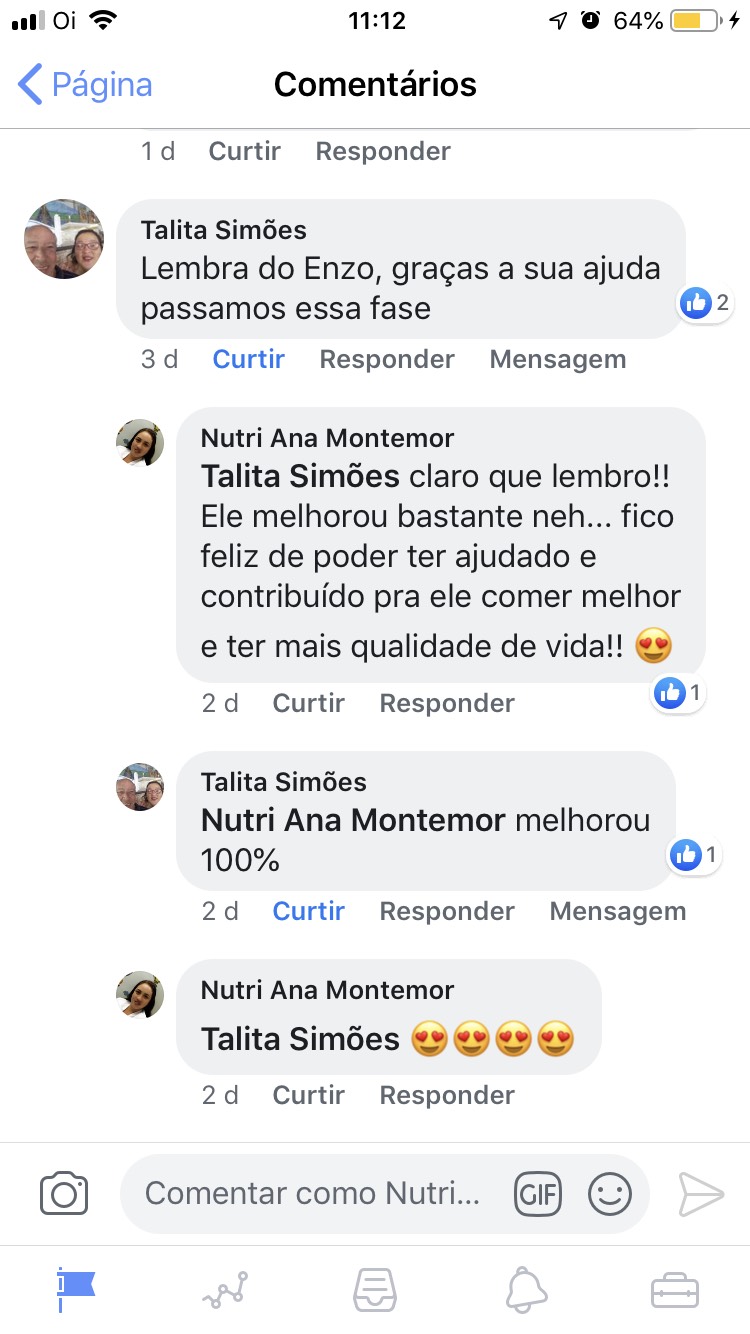 Oi 11:12 64%
Página Comentários
1 d Curtir Responder
Talita Simões
Lembra do Enzo, graças a sua ajuda
passamos essa fase
2
3 d Curtir Responder Mensagem
Nutri Ana Montemor
Talita Simões claro que lembro!!
Ele melhorou bastante neh... fico
feliz de poder ter ajudado e
contribuído pra ele comer melhor
e ter mais qualidade de vida!! 😍
1
2 d Curtir Responder
Talita Simões
Nutri Ana Montemor melhorou
100%
1
2 d Curtir Responder Mensagem
Nutri Ana Montemor
Talita Simões 😍😍😍😍
2 d Curtir Responder
Comentar como Nutri... GIF